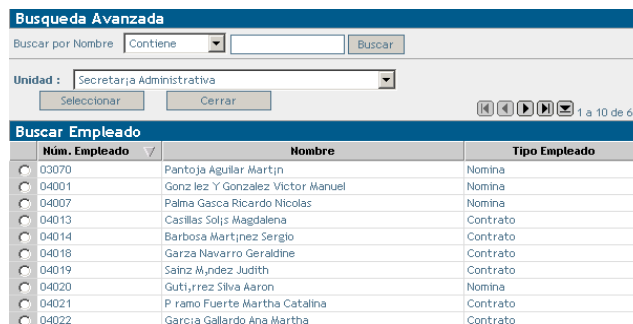 Busqueda Avanzada
Buscar por Nombre Contiene Buscar
Unidad : Secretar¡a Administrativa
Seleccionar Cerrar
1 a 10 de 6
Buscar Empleado
Núm. Empleado Nombre Tipo Empleado
03070 Pantoja Aguilar Mart¡n Nomina
04001 Gonz lez Y Gonzalez Victor Manuel Nomina
04007 Palma Gasca Ricardo Nicolas Nomina
04013 Casillas Sol¡s Magdalena Contrato
04014 Barbosa Mart¡nez Sergio Contrato
04018 Garza Navarro Geraldine Contrato
04019 Sainz M‚ndez Judith Contrato
04020 Guti‚rrez Silva Aaron Nomina
04021 P ramo Fuerte Martha Catalina Contrato
04022 Garc¡a Gallardo Ana Martha Contrato